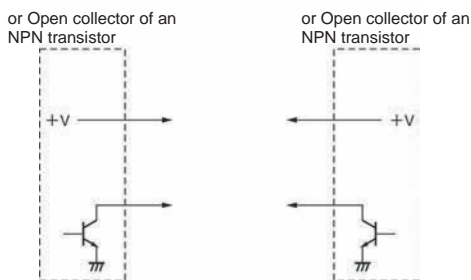 or Open collector of an
NPN transistor
+V
or Open collector of an
NPN transistor
+V